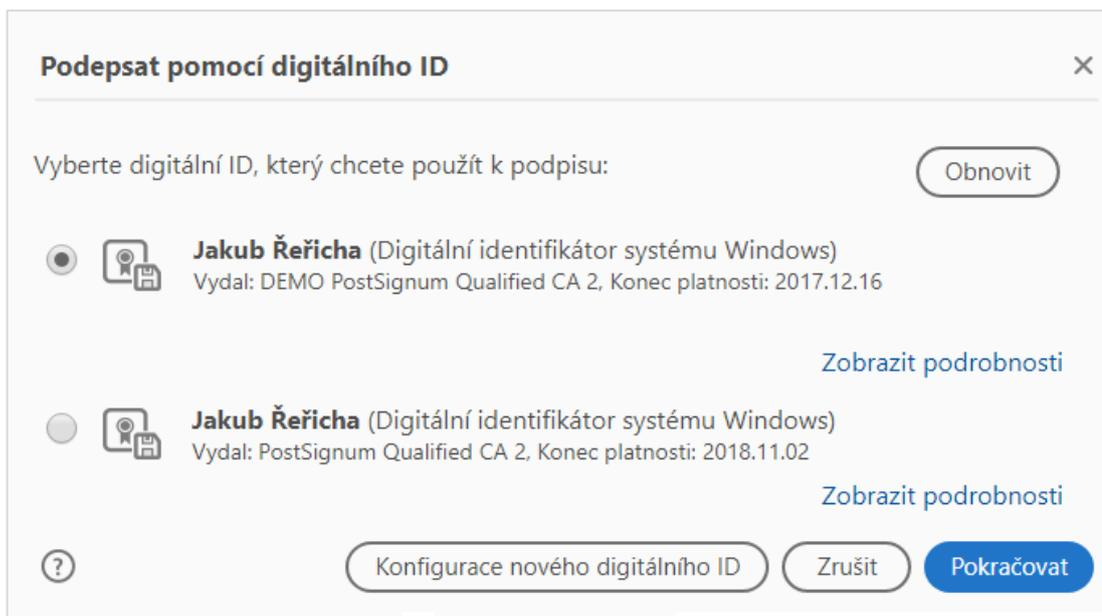 Podepsat pomocí digitálního ID
Vyberte digitální ID, který chcete použít k podpisu:
Obnovit
Jakub Řeřicha (Digitální identifikátor systému Windows)
Vydal: DEMO PostSignum Qualified CA 2, Konec platnosti: 2017.12.16
Zobrazit podrobnosti
Jakub Řeřicha (Digitální identifikátor systému Windows)
Vydal: PostSignum Qualified CA 2, Konec platnosti: 2018.11.02
Zobrazit podrobnosti
?
Konfigurace nového digitálního ID
Zrušit
Pokračovat